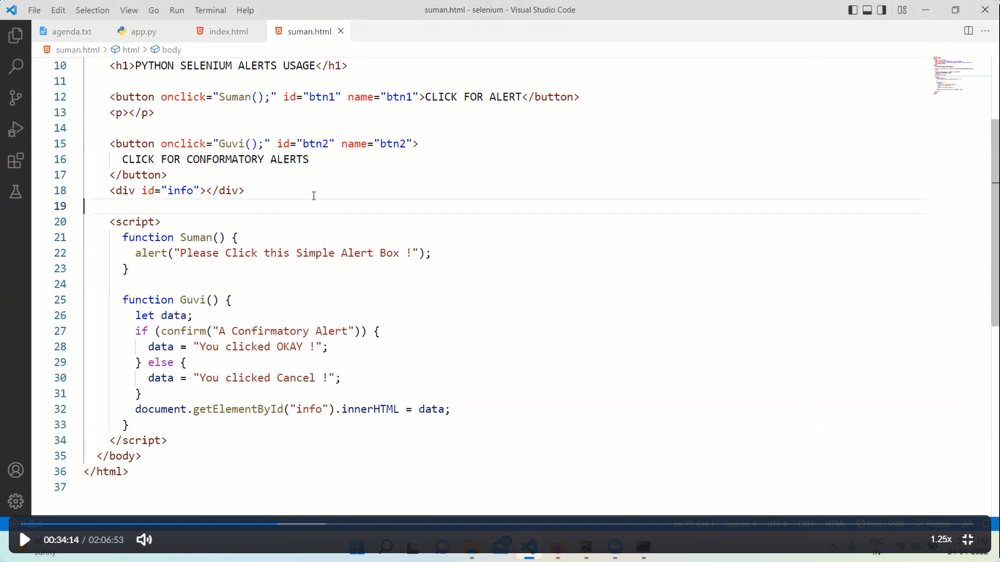 File Edit Selection View Go Run Terminal Help suman.html - selenium - Visual Studio Code
agenda.txt app.py index.html suman.html
suman.html > html > body
10 <h1>PYTHON SELENIUM ALERTS USAGE</h1>
11
12 <button onclick="Suman();" id="btn1" name="btn1">CLICK FOR ALERT</button>
13 <p></p>
14
15 <button onclick="Guvi();" id="btn2" name="btn2">
16 CLICK FOR CONFORMATORY ALERTS
17 </button>
18 <div id="info"></div>
19
20 <script>
21 function Suman() {
22 alert("Please Click this Simple Alert Box !");
23 }
24
25 function Guvi() {
26 let data;
27 if (confirm("A Confirmatory Alert")) {
28 data = "You clicked OKAY !";
29 } else {
30 data = "You clicked Cancel !";
31 }
32 document.getElementById("info").innerHTML = data;
33 }
34 </script>
35 </body>
36 </html>
37
Ln 19, Col 1 Spaces: 4 UTF-8 CRLF HTML Port : 5500 Prettier
00:34:14 / 02:06:53 1.25x
Sunny ENG
IN 24-04-2022